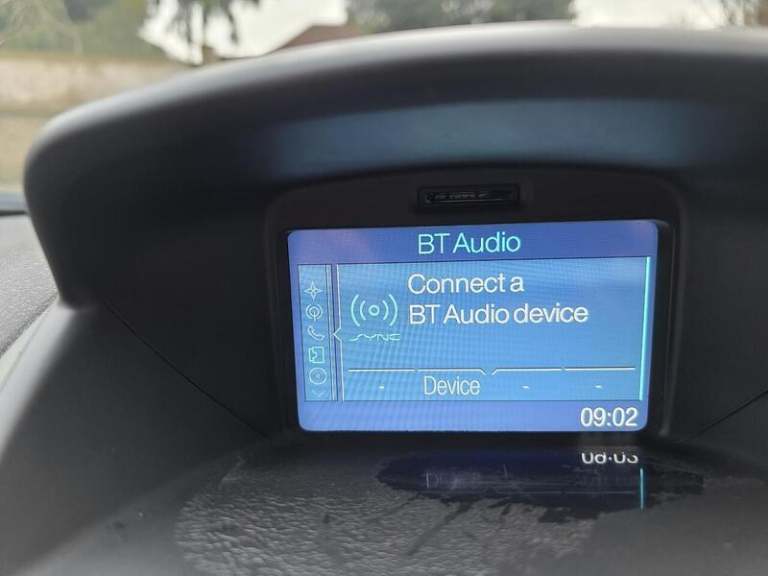 BT Audio
Connect a
BT Audio device
SYNC
- Device - -
09:02